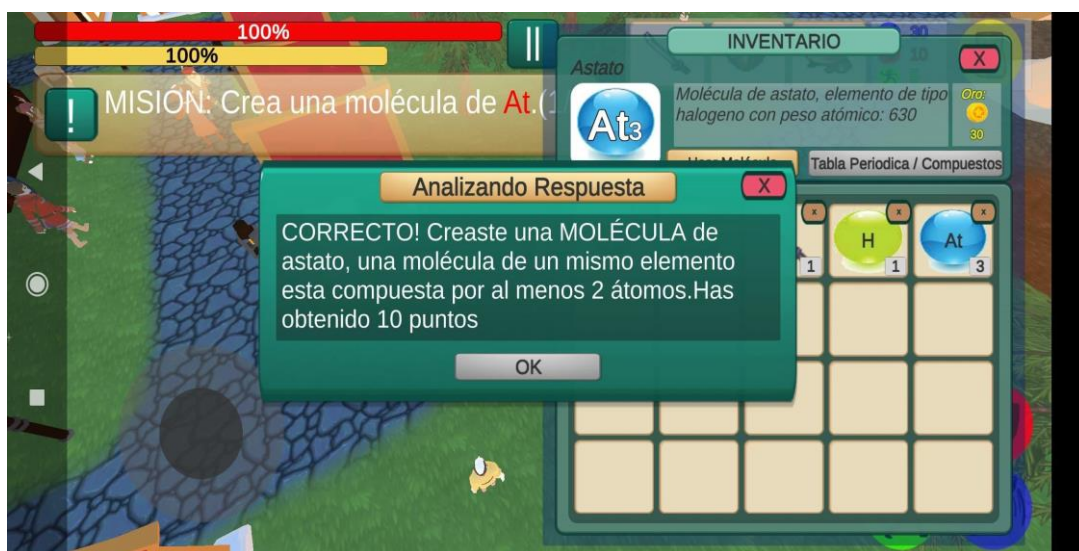 100%
100%
MISIÓN: Crea una molécula de At.(1
!
INVENTARIO
X
Astato
At3
Molécula de astato, elemento de tipo
halogeno con peso atómico: 630
Oro:
30
30
10
Tabla Periodica / Compuestos
Analizando Respuesta
X
CORRECTO! Creaste una MOLÉCULA de
astato, una molécula de un mismo elemento
esta compuesta por al menos 2 átomos.Has
obtenido 10 puntos
OK
x
1
x
H
1
x
At
3